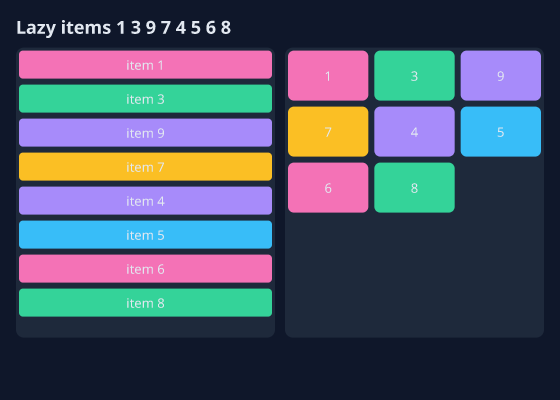 Lazy items 1 3 9 7 4 5 6 8
item 1
item 3
item 9
item 7
item 4
item 5
item 6
item 8
1 3 9
7 4 5
6 8